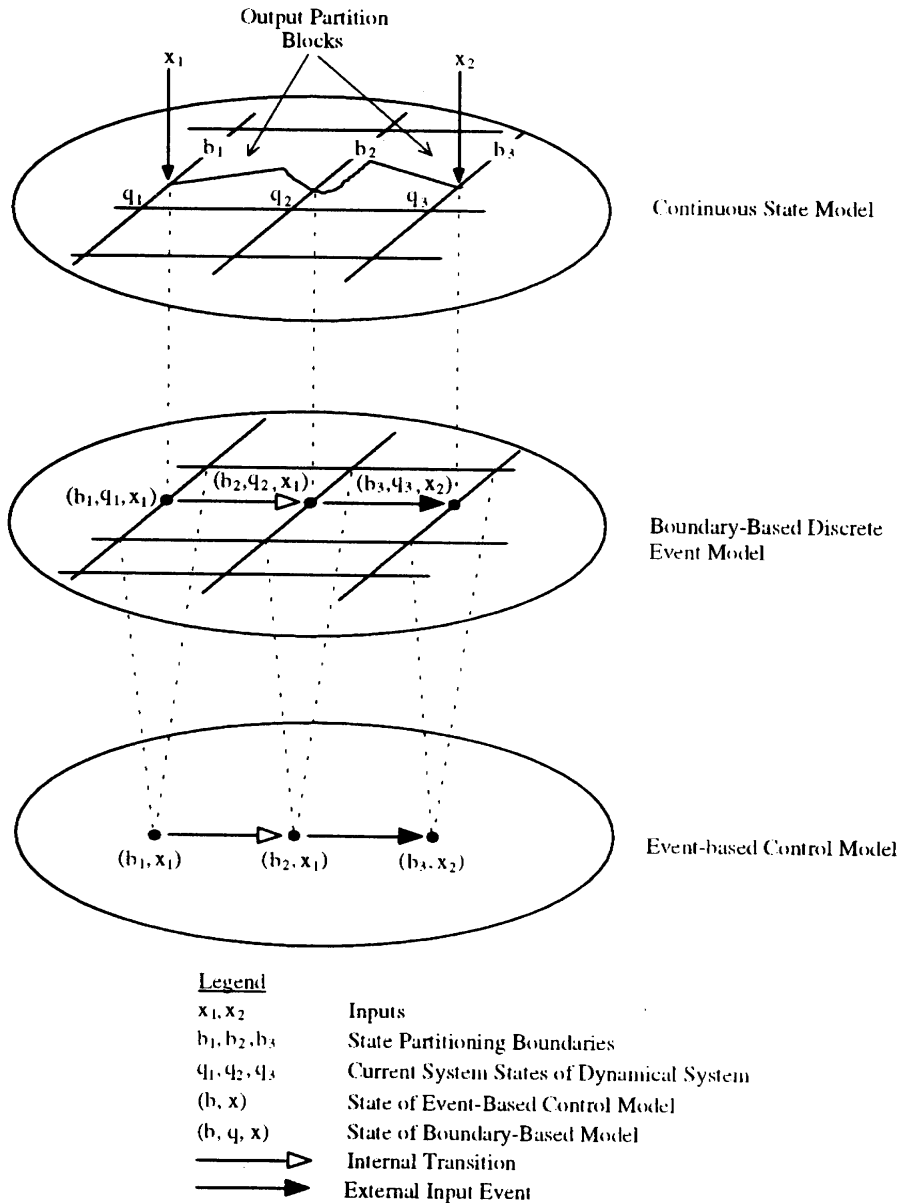 Output Partition
Blocks
x₁
x₂
b₁
b₂
b₃
q₁
q₂
q₃
Continuous State Model
(b₁,q₁,x₁)
(b₂,q₂,x₁)
(b₃,q₃,x₂)
Boundary-Based Discrete
Event Model
(b₁,x₁)
(b₂,x₁)
(b₃,x₂)
Event-based Control Model
Legend
x₁,x₂ Inputs
b₁,b₂,b₃ State Partitioning Boundaries
q₁,q₂,q₃ Current System States of Dynamical System
(b, x) State of Event-Based Control Model
(b, q, x) State of Boundary-Based Model
Internal Transition
External Input Event